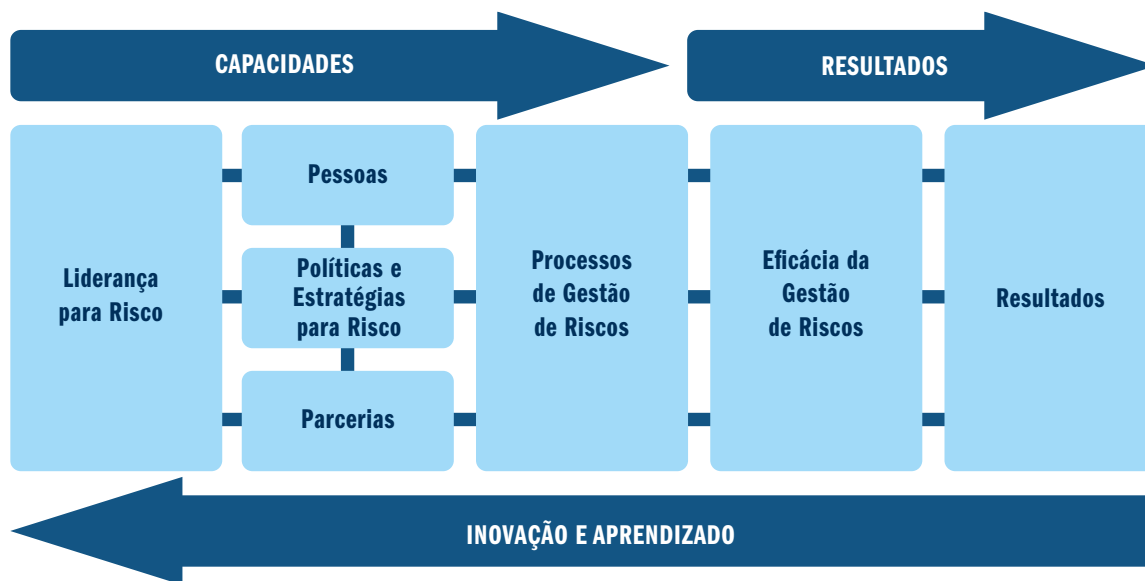 CAPACIDADES
RESULTADOS
Liderança
para Risco
Pessoas
Políticas e
Estratégias
para Risco
Parcerias
Processos
de Gestão
de Riscos
Eficácia da
Gestão
de Riscos
Resultados
INOVAÇÃO E APRENDIZADO